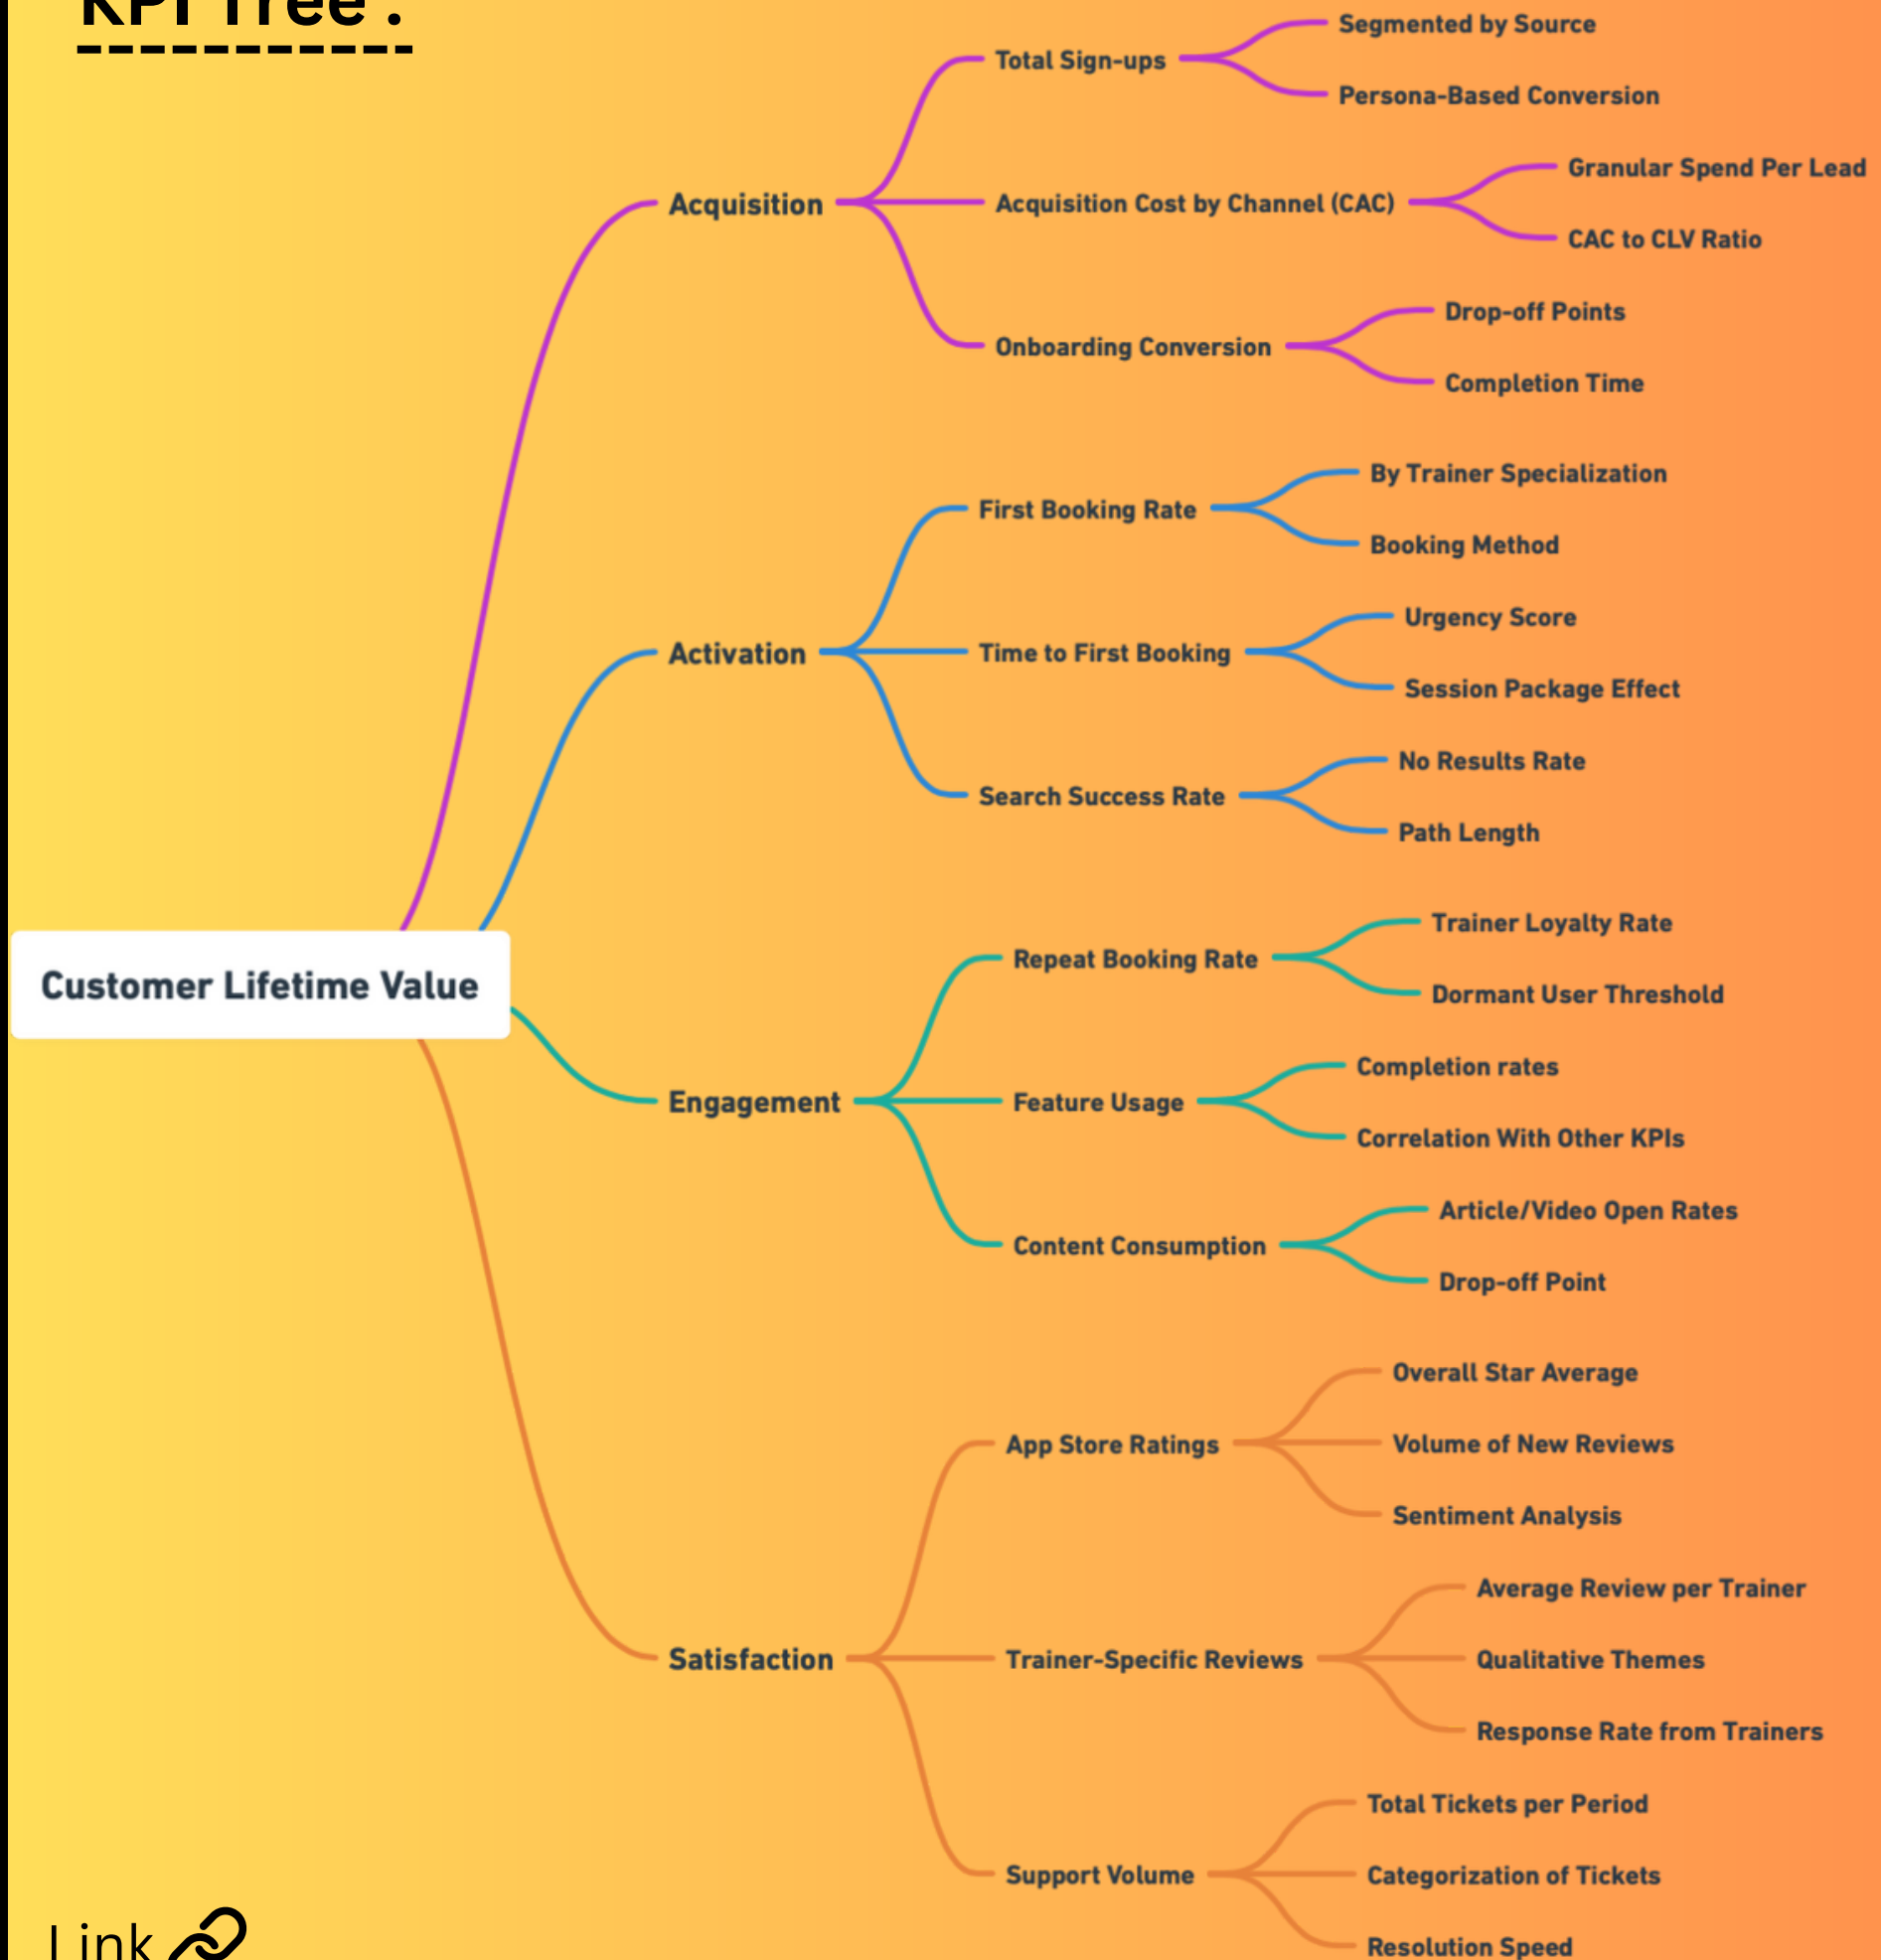 KPI Tree :
Segmented by Source
Total Sign-ups
Persona-Based Conversion
Granular Spend Per Lead
Acquisition
Acquisition Cost by Channel (CAC)
CAC to CLV Ratio
Drop-off Points
Onboarding Conversion
Completion Time
By Trainer Specialization
First Booking Rate
Booking Method
Urgency Score
Activation
Time to First Booking
Session Package Effect
No Results Rate
Search Success Rate
Path Length
Trainer Loyalty Rate
Repeat Booking Rate
Customer Lifetime Value
Dormant User Threshold
Completion rates
Engagement
Feature Usage
Correlation With Other KPIs
Article/Video Open Rates
Content Consumption
Drop-off Point
Overall Star Average
App Store Ratings
Volume of New Reviews
Sentiment Analysis
Average Review per Trainer
Satisfaction
Trainer-Specific Reviews
Qualitative Themes
Response Rate from Trainers
Total Tickets per Period
Support Volume
Categorization of Tickets
Link
Resolution Speed